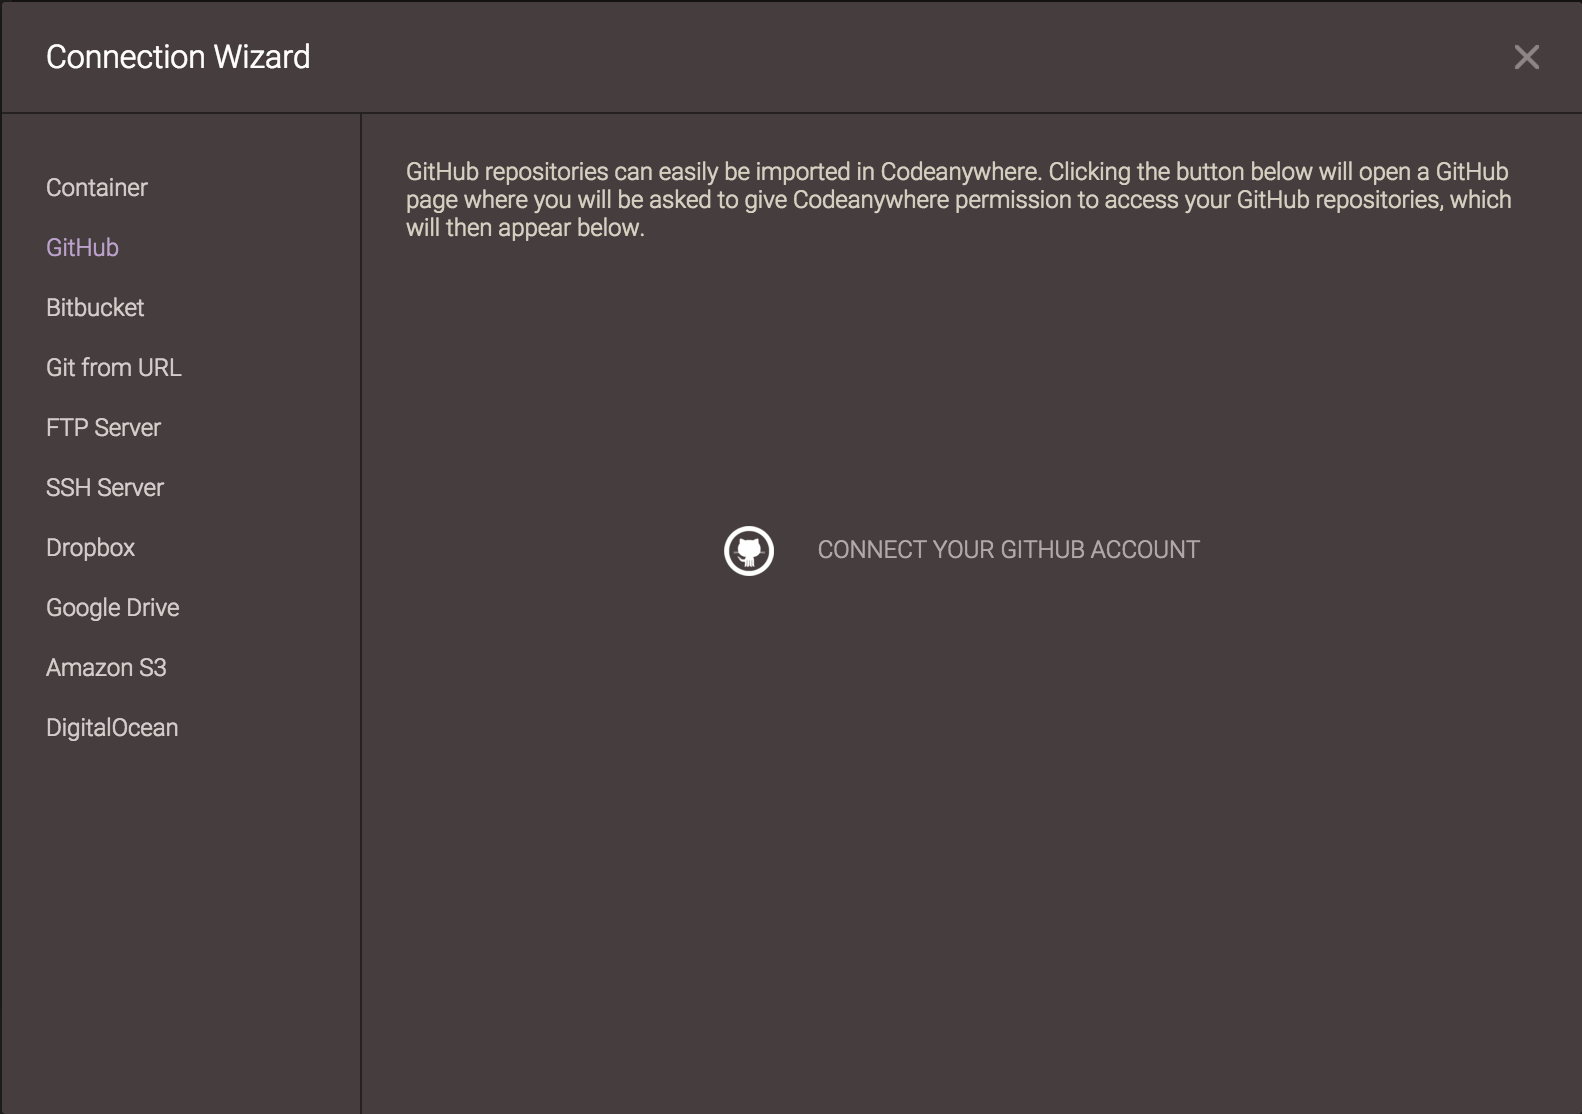 Connection Wizard
Container
GitHub
Bitbucket
Git from URL
FTP Server
SSH Server
Dropbox
Google Drive
Amazon S3
DigitalOcean
GitHub repositories can easily be imported in Codeanywhere. Clicking the button below will open a GitHub
page where you will be asked to give Codeanywhere permission to access your GitHub repositories, which
will then appear below.
CONNECT YOUR GITHUB ACCOUNT